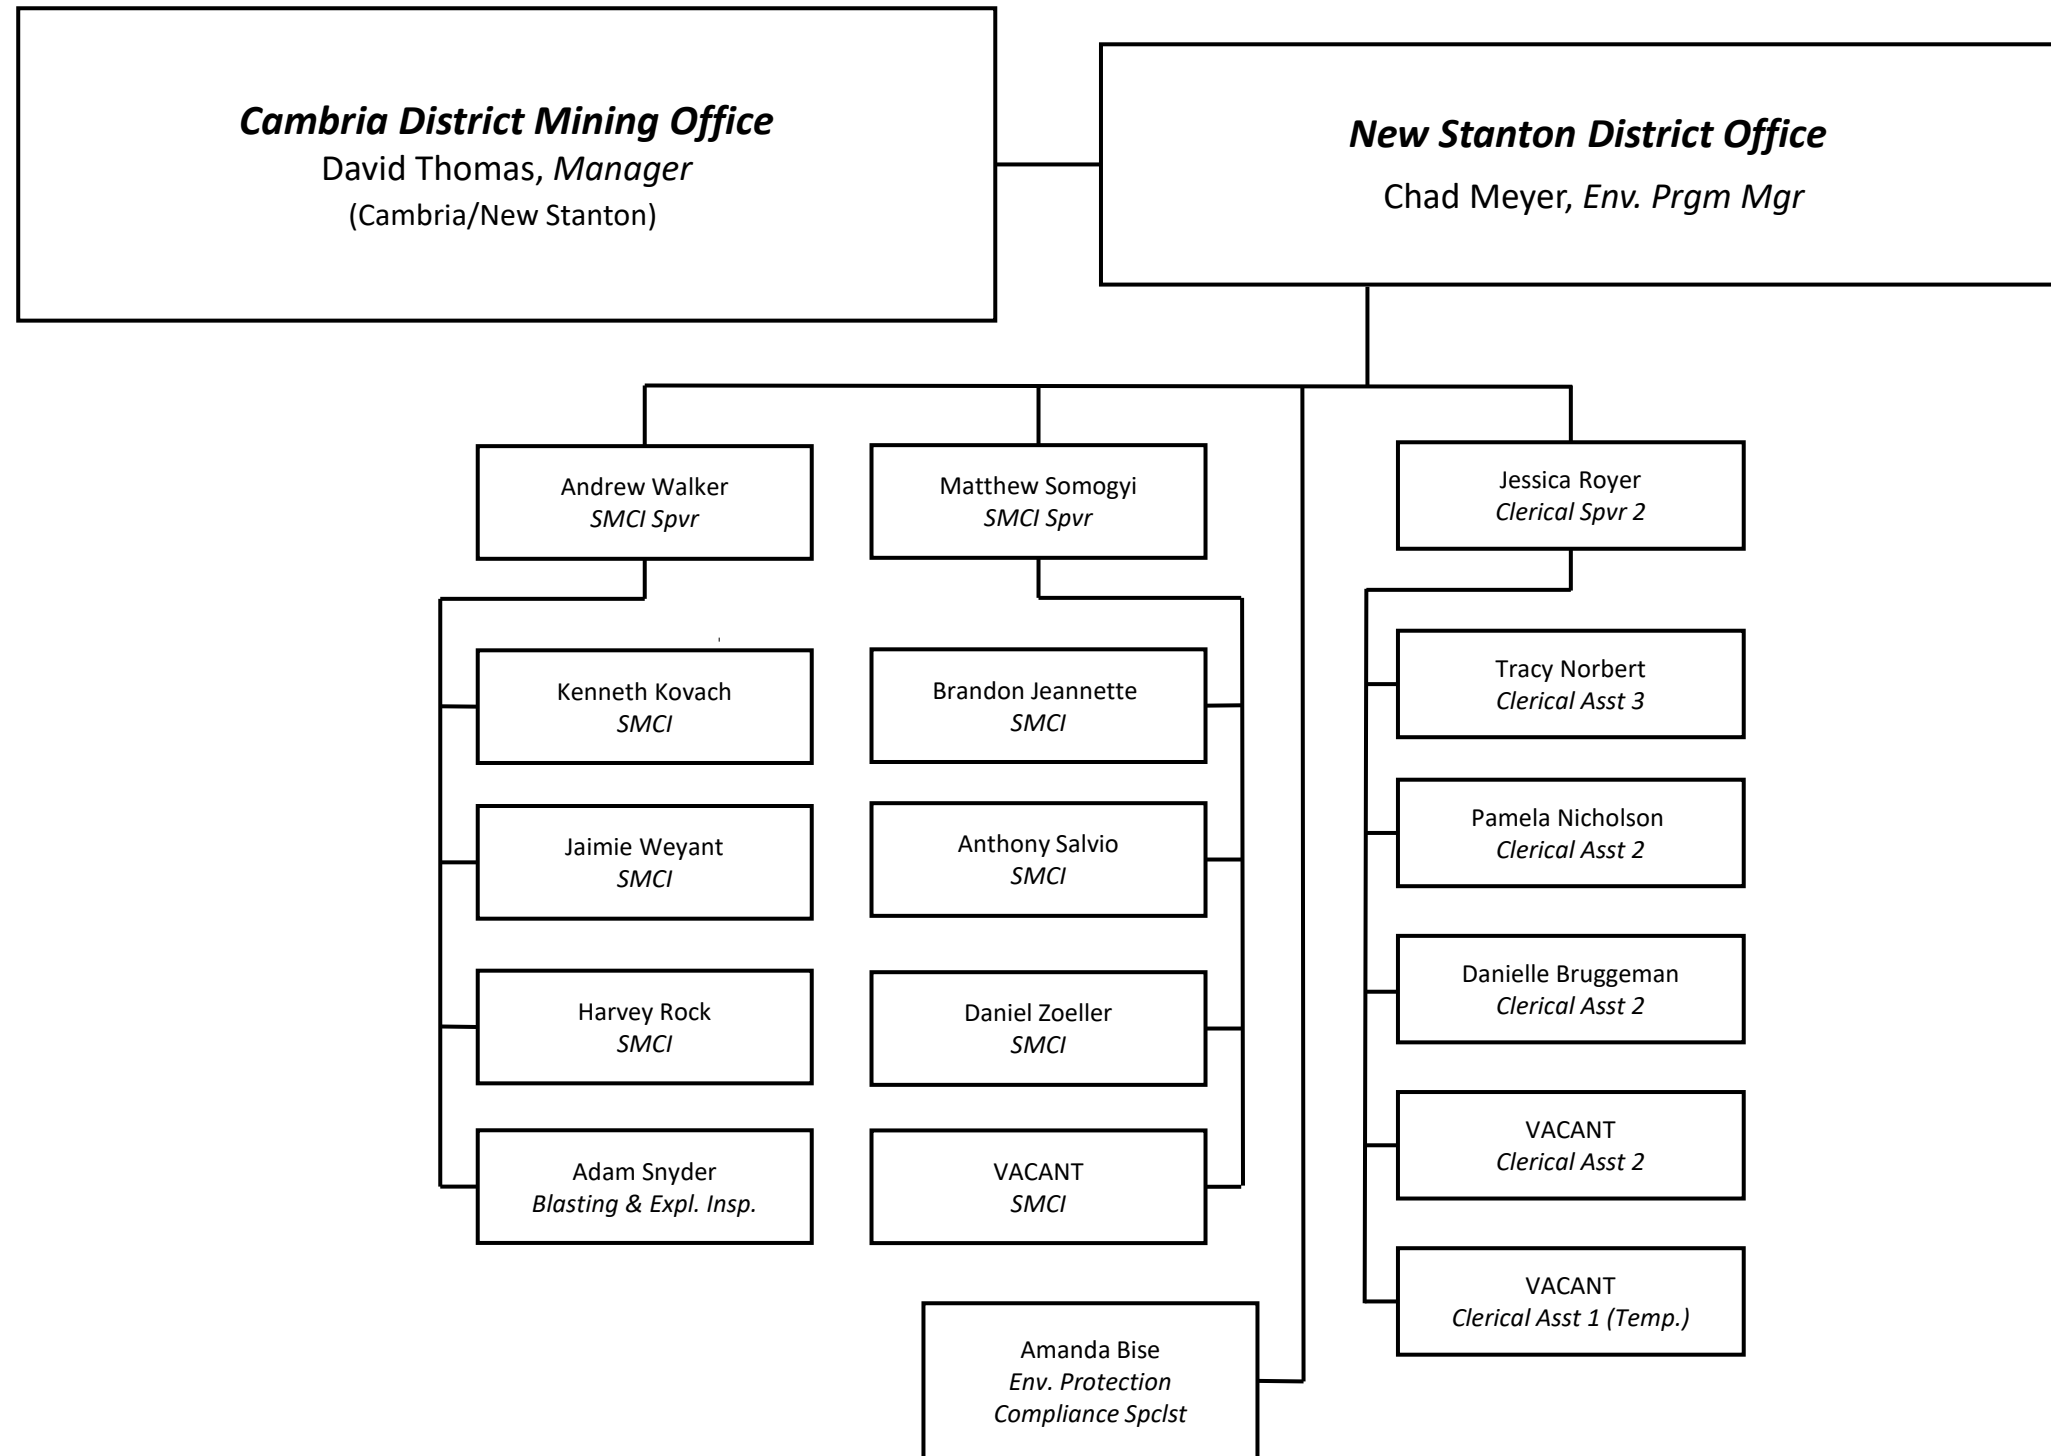 Cambria District Mining Office
David Thomas, Manager
(Cambria/New Stanton)
New Stanton District Office
Chad Meyer, Env. Prgm Mgr
Andrew Walker
SMCI Spvr
Matthew Somogyi
SMCI Spvr
Jessica Royer
Clerical Spvr 2
Kenneth Kovach
SMCI
Jaimie Weyant
SMCI
Harvey Rock
SMCI
Adam Snyder
Blasting & Expl. Insp.
Brandon Jeannette
SMCI
Anthony Salvio
SMCI
Daniel Zoeller
SMCI
VACANT
SMCI
Amanda Bise
Env. Protection
Compliance Spclst
Tracy Norbert
Clerical Asst 3
Pamela Nicholson
Clerical Asst 2
Danielle Bruggeman
Clerical Asst 2
VACANT
Clerical Asst 2
VACANT
Clerical Asst 1 (Temp.)